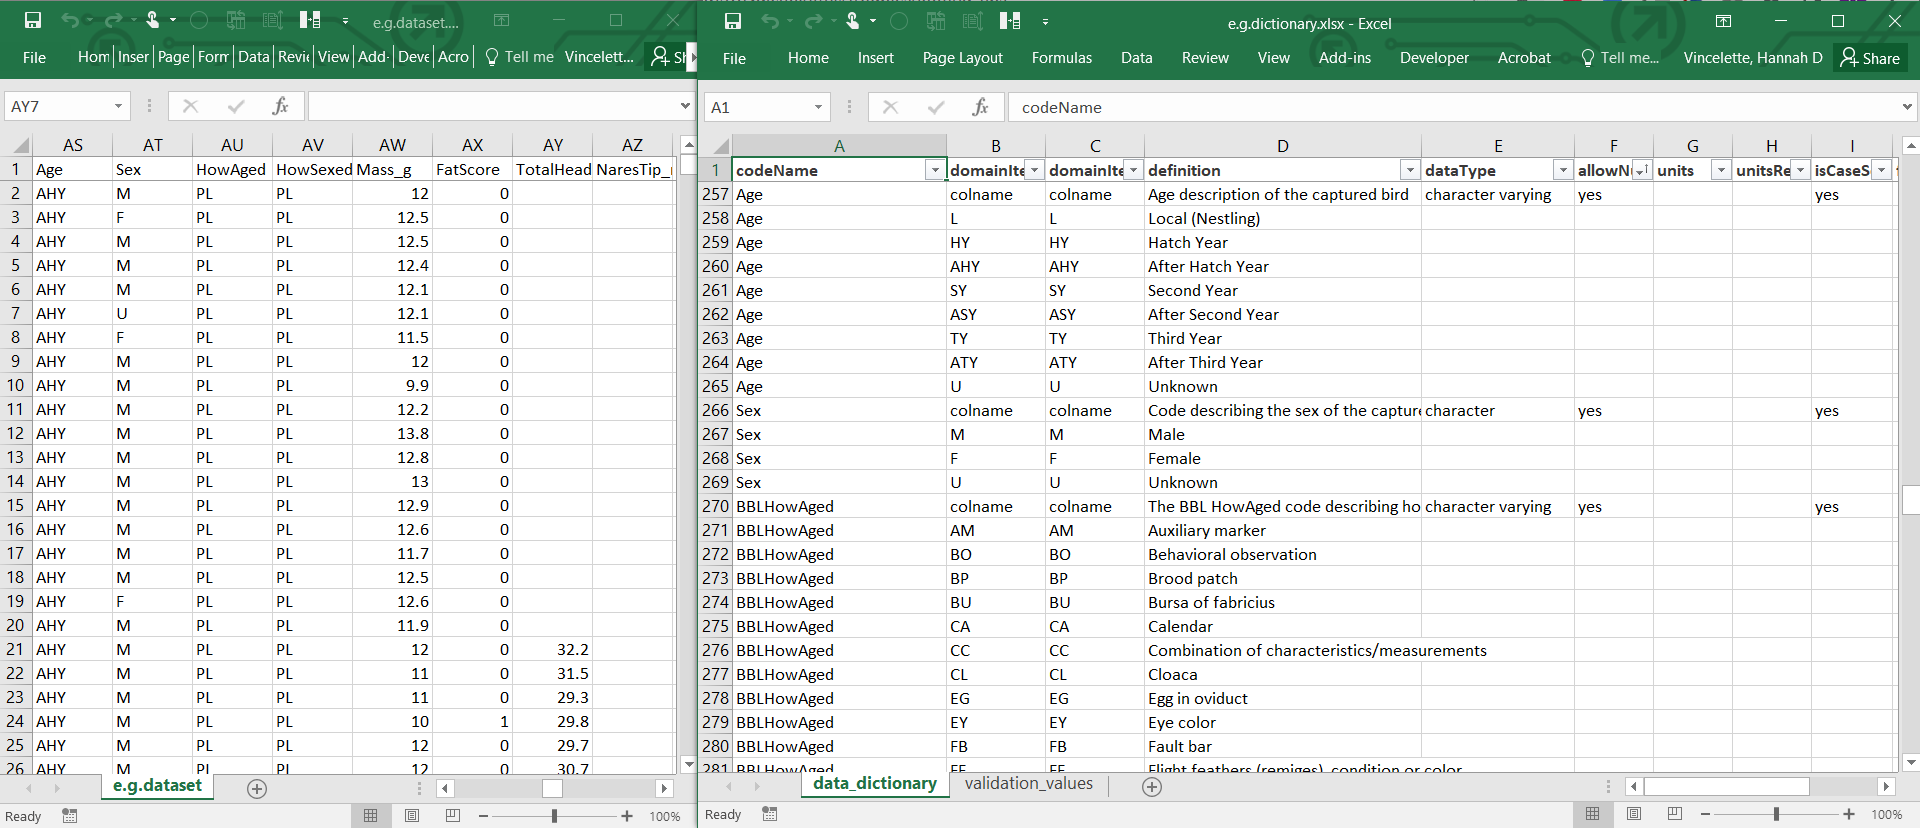 e.g.dataset....
File Hom Inser Page Form Data Revie View Add- Deve Acro Tell me Vincelett... Sh
AY7 fx
AS AT AU AV AW AX AY AZ
1 Age Sex HowAged HowSexed Mass_g FatScore TotalHead NaresTip_
2 AHY M PL PL 12 0
3 AHY F PL PL 12.5 0
4 AHY M PL PL 12.5 0
5 AHY M PL PL 12.4 0
6 AHY M PL PL 12.1 0
7 AHY U PL PL 12.1 0
8 AHY F PL PL 11.5 0
9 AHY M PL PL 12 0
10 AHY M PL PL 9.9 0
11 AHY M PL PL 12.2 0
12 AHY M PL PL 13.8 0
13 AHY M PL PL 12.8 0
14 AHY M PL PL 13 0
15 AHY M PL PL 12.9 0
16 AHY M PL PL 12.6 0
17 AHY M PL PL 11.7 0
18 AHY M PL PL 12.5 0
19 AHY F PL PL 12.6 0
20 AHY M PL PL 11.9 0
21 AHY M PL PL 12 0 32.2
22 AHY M PL PL 11 0 31.5
23 AHY M PL PL 11 0 29.3
24 AHY M PL PL 10 1 29.8
25 AHY M PL PL 12 0 29.7
26 AHY M PL PL 12 0 30.7
e.g.dataset
Ready 100%
e.g.dictionary.xlsx - Excel
File Home Insert Page Layout Formulas Data Review View Add-ins Developer Acrobat Tell me... Vincelette, Hannah D Share
A1 fx codeName
A B C D E F G H I
1 codeName domainIte domainIte definition dataType allowN units unitsRe isCaseS
257 Age colname colname Age description of the captured bird character varying yes yes
258 Age L L Local (Nestling)
259 Age HY HY Hatch Year
260 Age AHY AHY After Hatch Year
261 Age SY SY Second Year
262 Age ASY ASY After Second Year
263 Age TY TY Third Year
264 Age ATY ATY After Third Year
265 Age U U Unknown
266 Sex colname colname Code describing the sex of the capture character yes yes
267 Sex M M Male
268 Sex F F Female
269 Sex U U Unknown
270 BBLHowAged colname colname The BBL HowAged code describing ho character varying yes yes
271 BBLHowAged AM AM Auxiliary marker
272 BBLHowAged BO BO Behavioral observation
273 BBLHowAged BP BP Brood patch
274 BBLHowAged BU BU Bursa of fabricius
275 BBLHowAged CA CA Calendar
276 BBLHowAged CC CC Combination of characteristics/measurements
277 BBLHowAged CL CL Cloaca
278 BBLHowAged EG EG Egg in oviduct
279 BBLHowAged EY EY Eye color
280 BBLHowAged FB FB Fault bar
281 BBLHowAged FF FF Flight feathers (remiges), condition or color
data_dictionary validation_values
Ready 100%